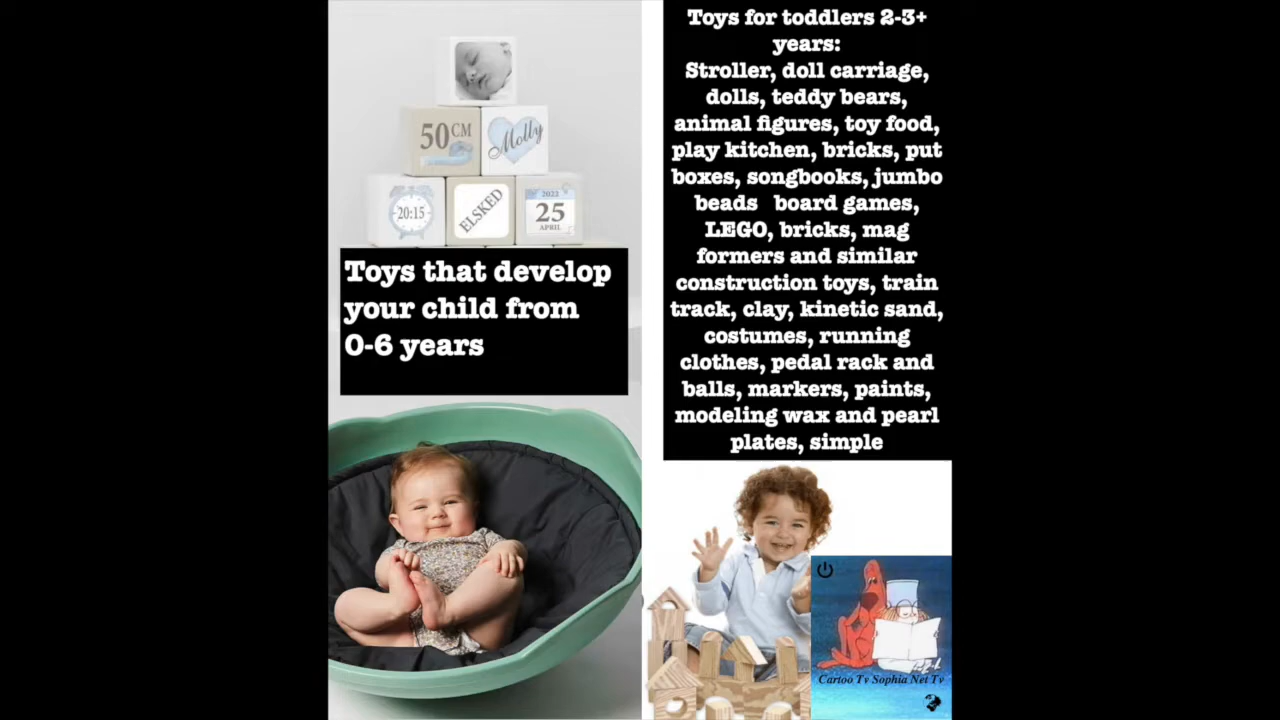 50CM
Molly
20:15
ELSKED
2022
25
APRIL
Toys that develop
your child from
0-6 years
Toys for toddlers 2-3+
years:
Stroller, doll carriage,
dolls, teddy bears,
animal figures, toy food,
play kitchen, bricks, put
boxes, songbooks, jumbo
beads board games,
LEGO, bricks, mag
formers and similar
construction toys, train
track, clay, kinetic sand,
costumes, running
clothes, pedal rack and
balls, markers, paints,
modeling wax and pearl
plates, simple
Cartoo Tv Sophia Net Tv